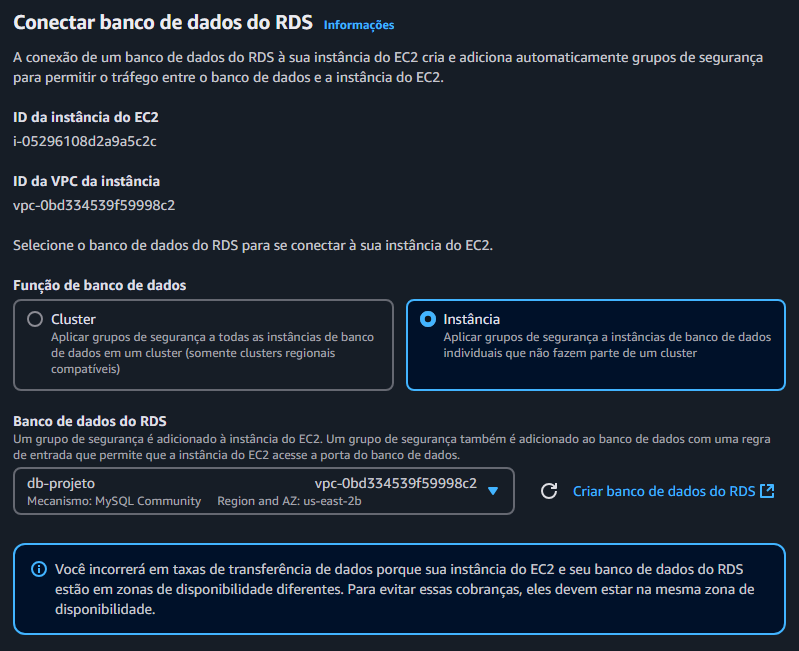 Conectar banco de dados do RDS Informações
A conexão de um banco de dados do RDS à sua instância do EC2 cria e adiciona automaticamente grupos de segurança
para permitir o tráfego entre o banco de dados e a instância do EC2.
ID da instância do EC2
i-05296108d2a9a5c2c
ID da VPC da instância
vpc-0bd334539f59998c2
Selecione o banco de dados do RDS para se conectar à sua instância do EC2.
Função de banco de dados
Cluster
Aplicar grupos de segurança a todas as instâncias de banco
de dados em um cluster (somente clusters regionais
compatíveis)
Instância
Aplicar grupos de segurança a instâncias de banco de dados
individuais que não fazem parte de um cluster
Banco de dados do RDS
Um grupo de segurança é adicionado à instância do EC2. Um grupo de segurança também é adicionado ao banco de dados com uma regra
de entrada que permite que a instância do EC2 acesse a porta do banco de dados.
db-projeto vpc-0bd334539f59998c2
Mecanismo: MySQL Community Region and AZ: us-east-2b
Criar banco de dados do RDS
Você incorrerá em taxas de transferência de dados porque sua instância do EC2 e seu banco de dados do RDS
estão em zonas de disponibilidade diferentes. Para evitar essas cobranças, eles devem estar na mesma zona de
disponibilidade.